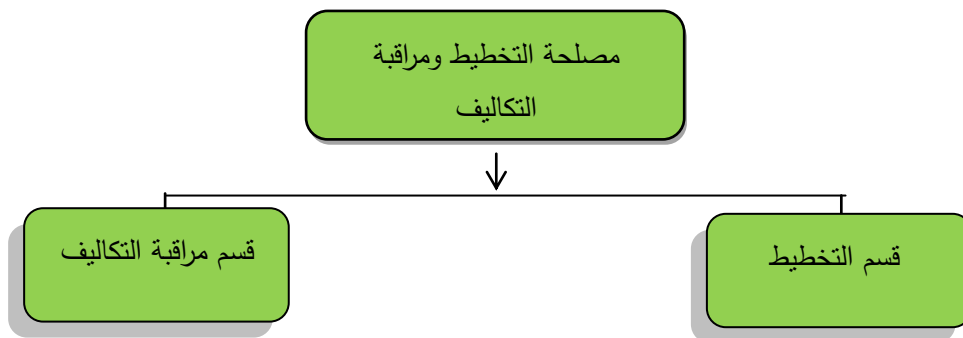 مصلحة التخطيط ومراقبة
التكاليف
قسم التخطيط
قسم مراقبة التكاليف